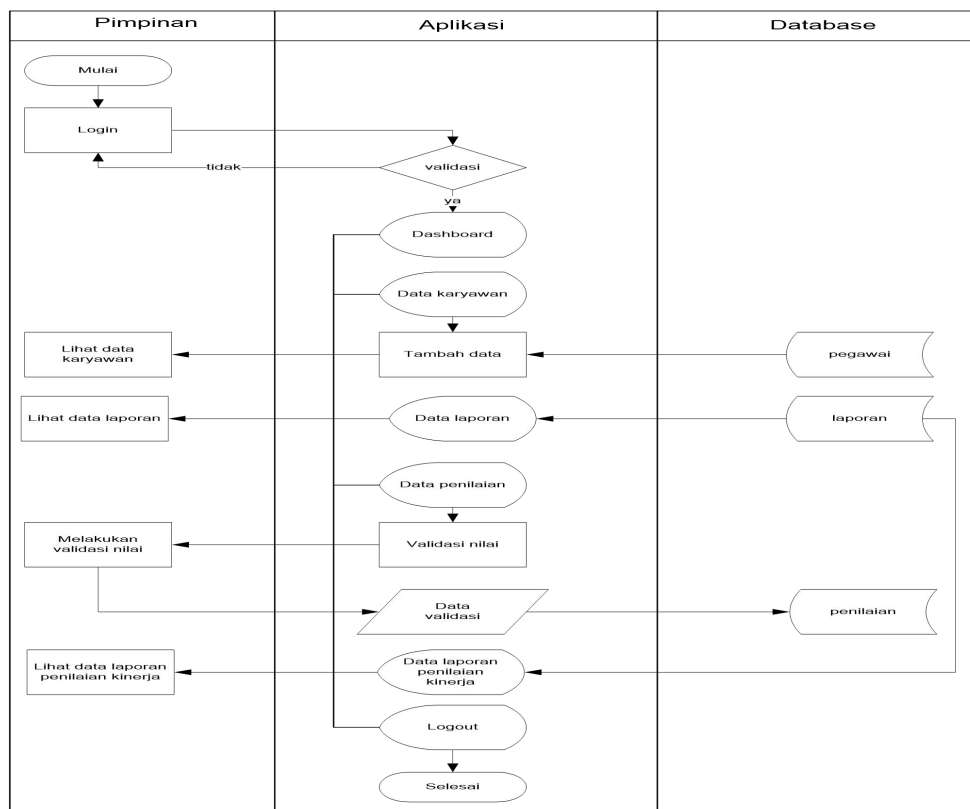 Pimpinan
Aplikasi
Database
Mulai
Login
validasi
tidak
ya
Dashboard
Data karyawan
Lihat data
karyawan
Tambah data
pegawai
Lihat data laporan
Data laporan
laporan
Data penilaian
Melakukan
validasi nilai
Validasi nilai
Data
validasi
penilaian
Lihat data laporan
penilaian kinerja
Data laporan
penilaian
kinerja
Logout
Selesai